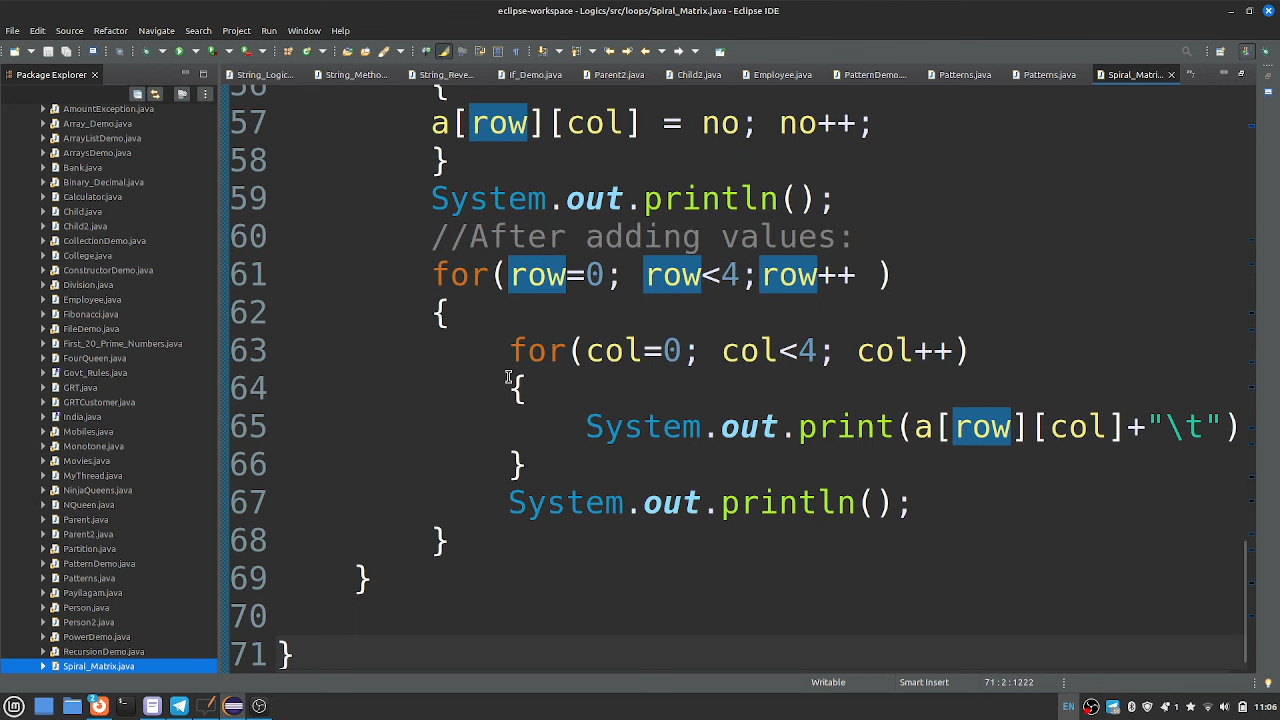 eclipse-workspace - Logics/src/loops/Spiral_Matrix.java - Eclipse IDE
File Edit Source Refactor Navigate Search Project Run Window Help
Package Explorer
String_Logic... String_Metho... String_Reve... If_Demo.java Parent2.java Child2.java Employee.java PatternDemo.... Patterns.java Patterns.java Spiral_Matri...
AmountException.java
Array_Demo.java
ArrayListDemo.java
ArraysDemo.java
Bank.java
Binary_Decimal.java
Calculator.java
Child.java
Child2.java
CollectionDemo.java
College.java
ConstructorDemo.java
Division.java
Employee.java
Fibonacci.java
FileDemo.java
First_20_Prime_Numbers.java
FourQueen.java
Govt_Rules.java
GRT.java
GRTCustomer.java
India.java
Mobiles.java
Monotone.java
Movies.java
MyThread.java
NinjaQueens.java
NQueen.java
Parent.java
Parent2.java
Partition.java
PatternDemo.java
Patterns.java
Payilagam.java
Person.java
Person2.java
PowerDemo.java
RecursionDemo.java
Spiral_Matrix.java
56 {
57 a[row][col] = no; no++;
58 }
59 System.out.println();
60 //After adding values:
61 for(row=0; row<4;row++ )
62 {
63 for(col=0; col<4; col++)
64 {
65 System.out.print(a[row][col]+"\t")
66 }
67 System.out.println();
68 }
69 }
70
71 }
Writable Smart Insert 71 : 2 : 1222
2 EN 1 11:06